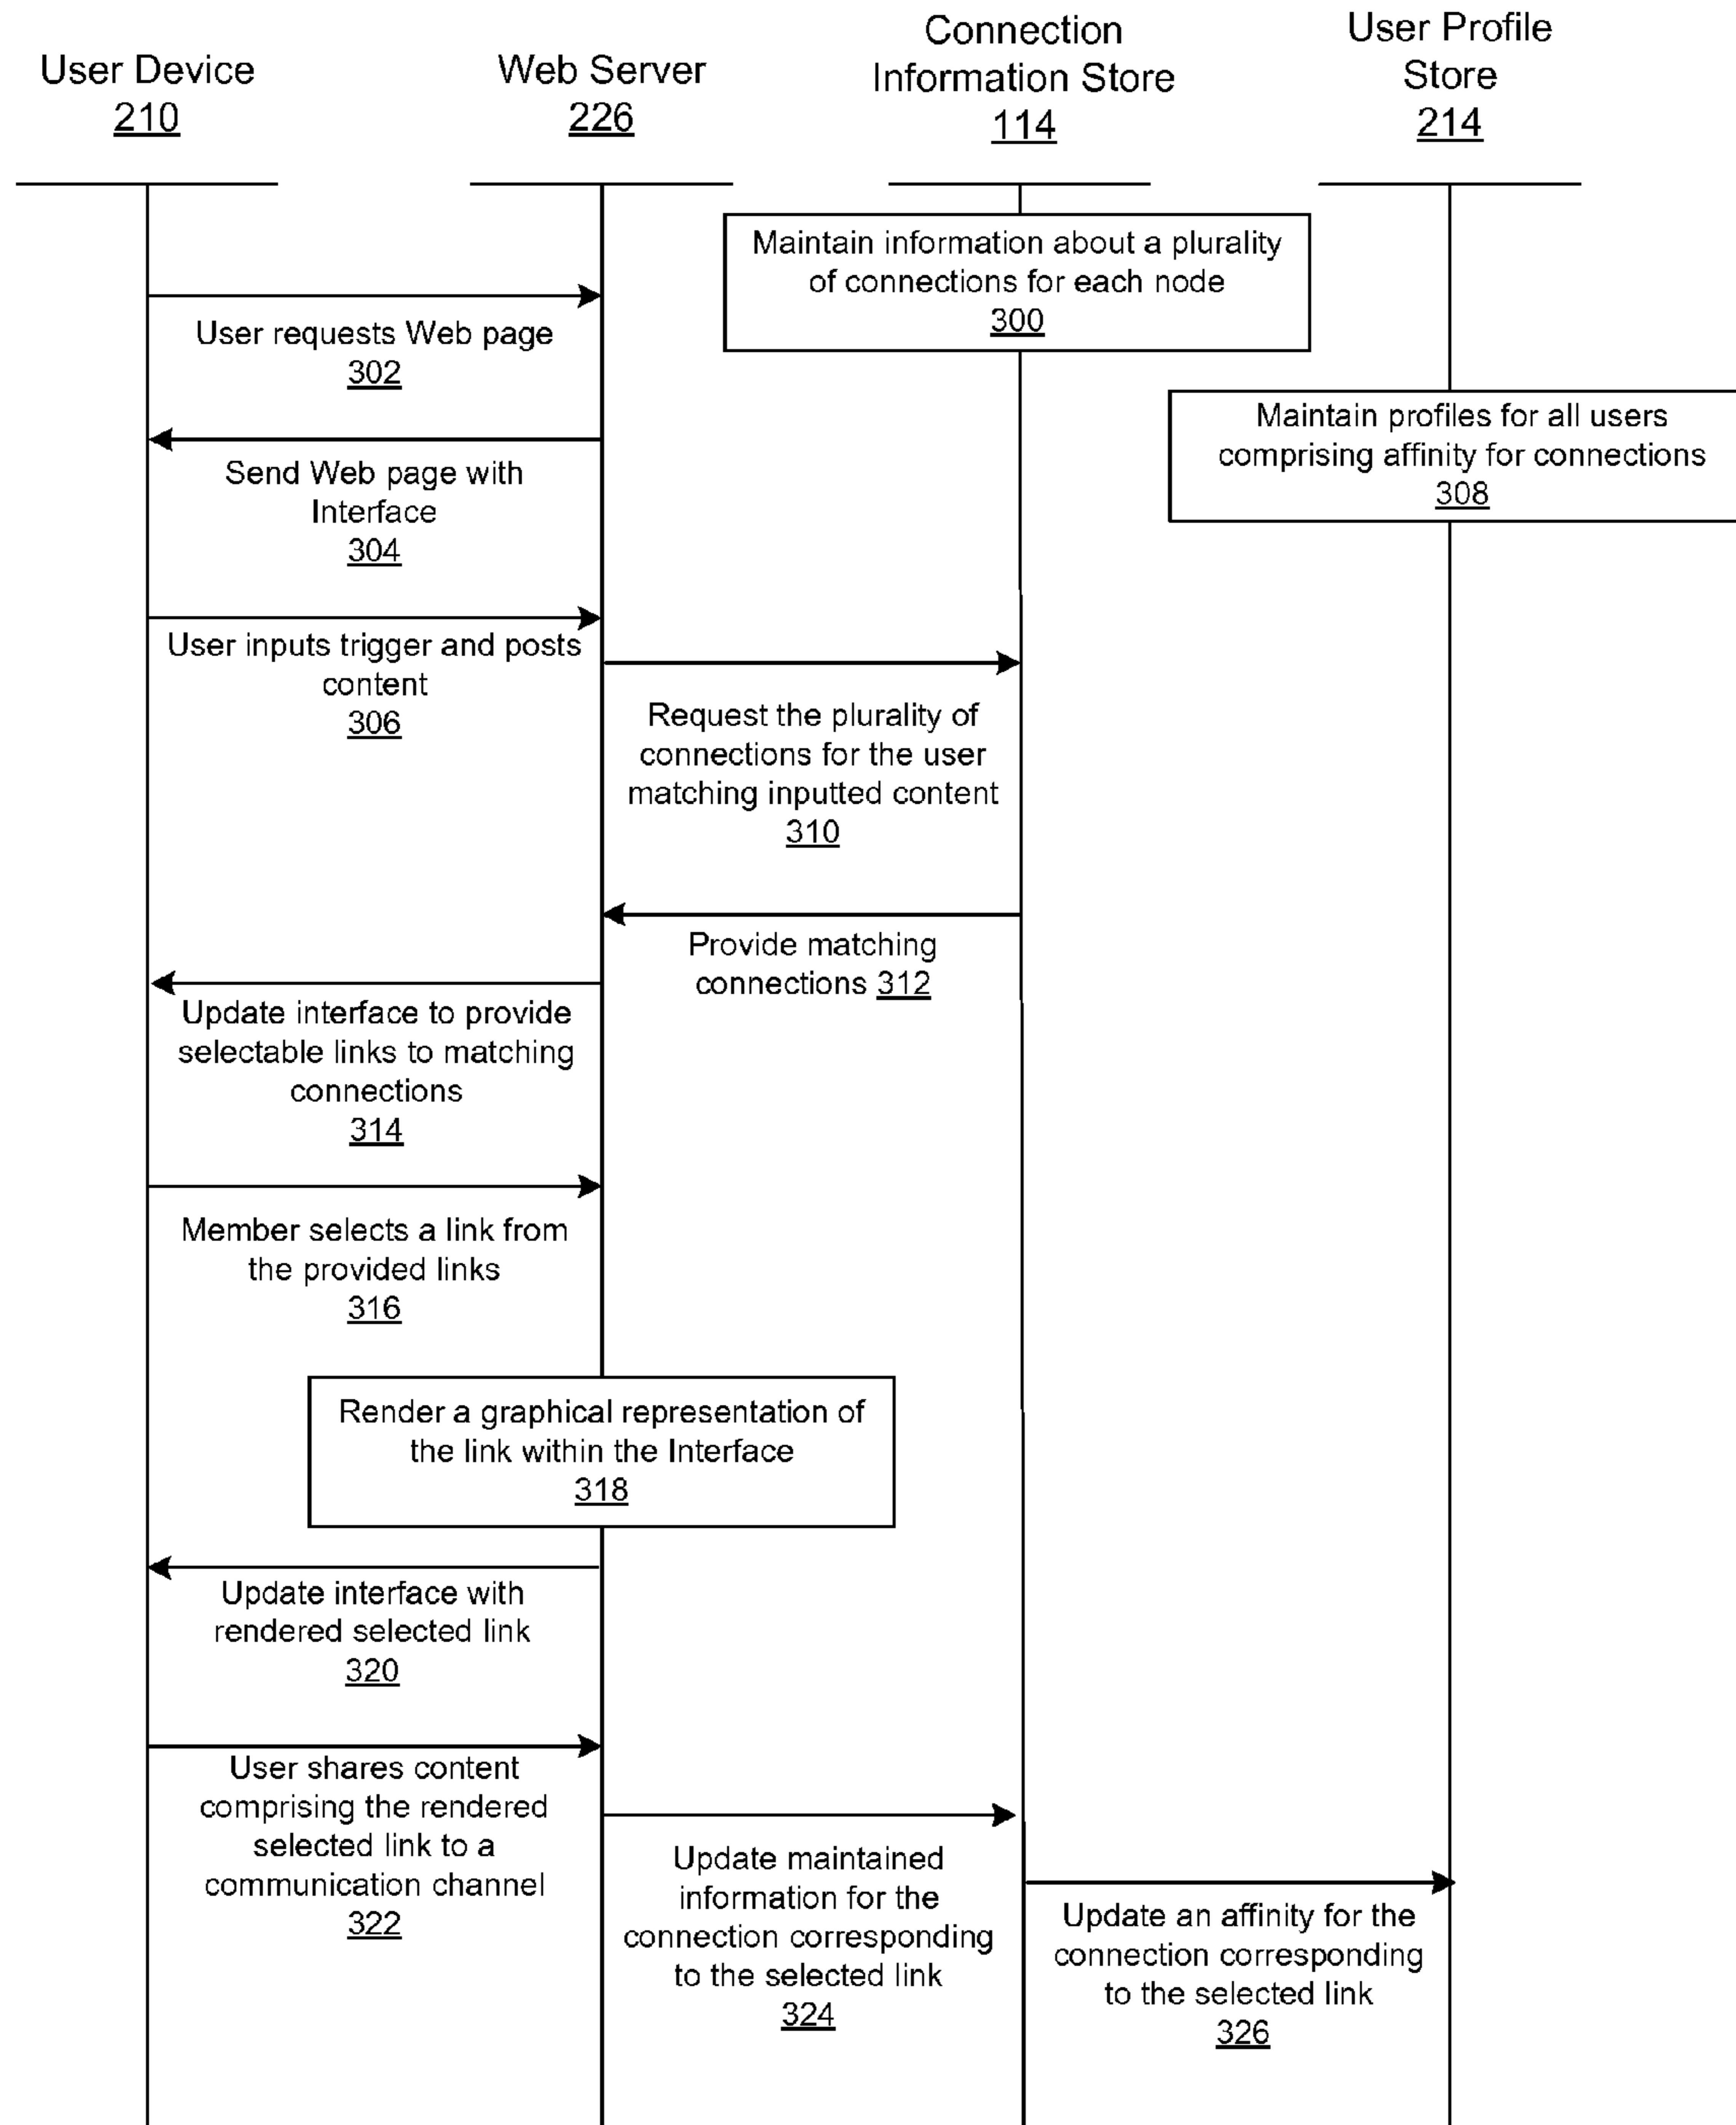 User Device
210
Web Server
226
Connection
Information Store
114
User Profile
Store
214
Maintain information about a plurality
of connections for each node
300
User requests Web page
302
Maintain profiles for all users
comprising affinity for connections
308
Send Web page with
Interface
304
User inputs trigger and posts
content
306
Request the plurality of
connections for the user
matching inputted content
310
Provide matching
connections 312
Update interface to provide
selectable links to matching
connections
314
Member selects a link from
the provided links
316
Render a graphical representation of
the link within the Interface
318
Update interface with
rendered selected link
320
User shares content
comprising the rendered
selected link to a
communication channel
322
Update maintained
information for the
connection corresponding
to the selected link
324
Update an affinity for the
connection corresponding
to the selected link
326